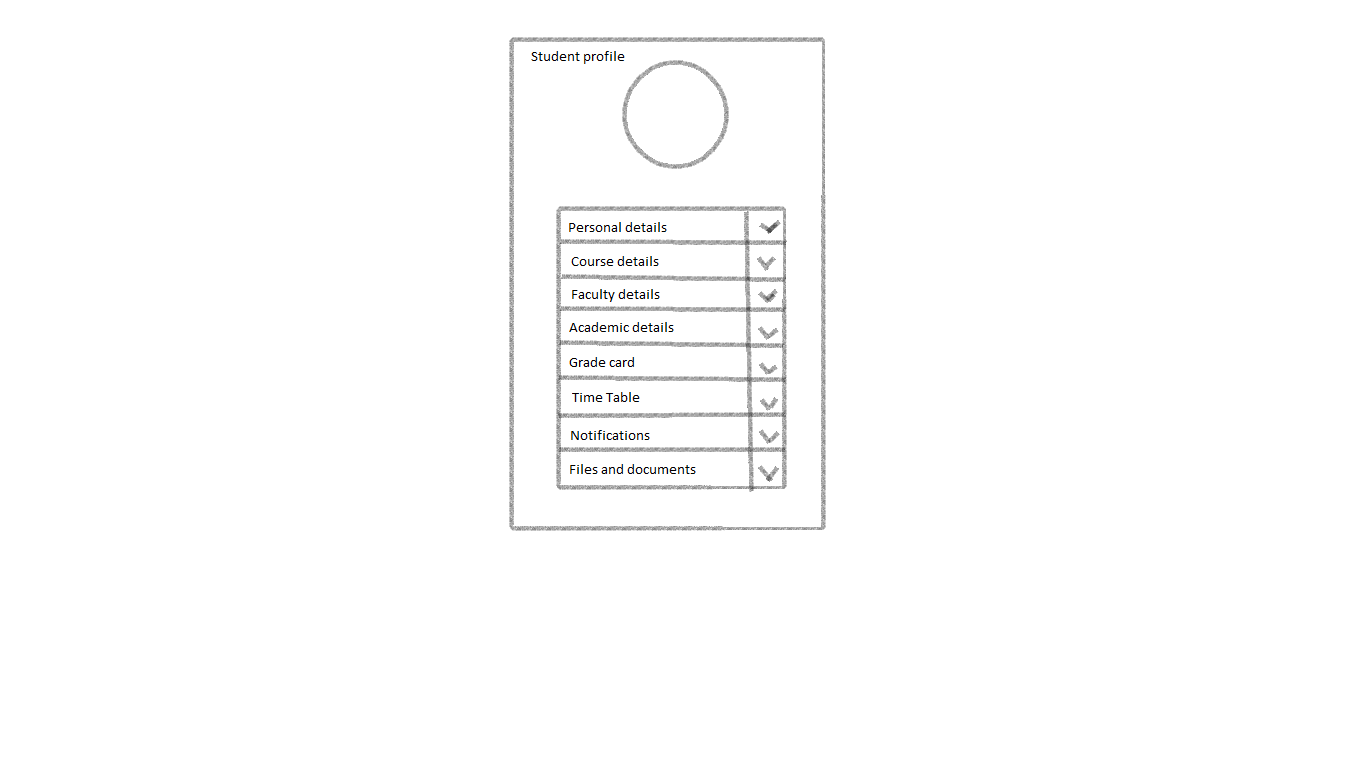 Student profile
Personal details
Course details
Faculty details
Academic details
Grade card
Time Table
Notifications
Files and documents